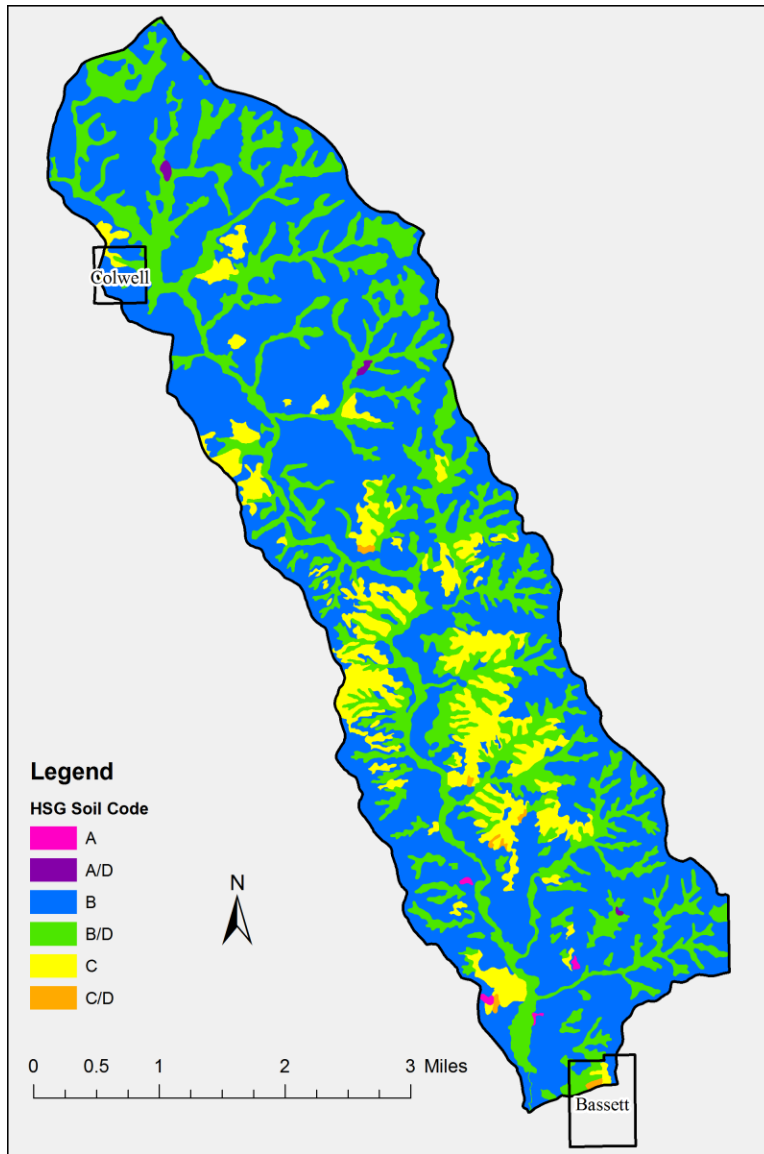 Colwell
Legend
HSG Soil Code
A
A/D
B
B/D
C
C/D
N
0 0.5 1 2 3 Miles
Bassett